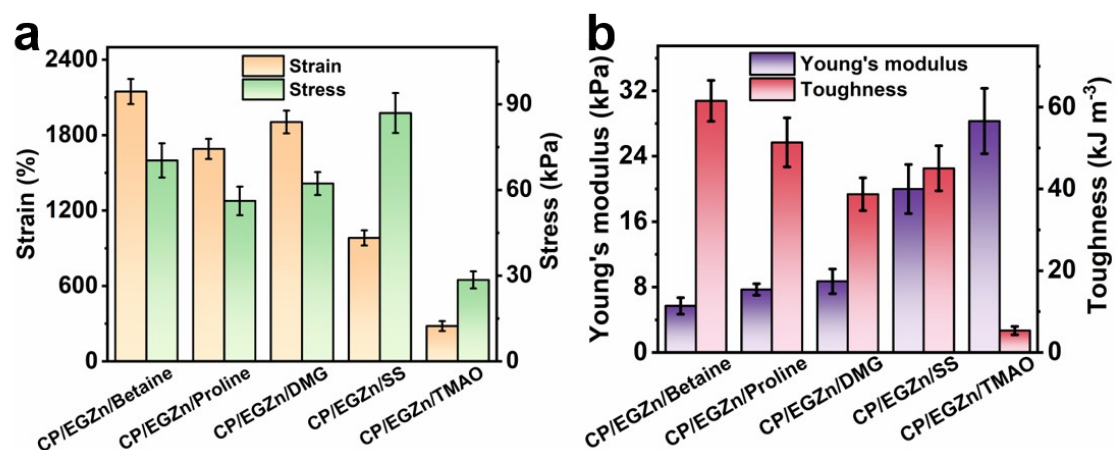 a
2400
1800
1200
600
0
Strain (%)
Strain
Stress
90
60
30
0
Stress (kPa)
CP/EGZn/Betaine
CP/EGZn/Proline
CP/EGZn/DMG
CP/EGZn/SS
CP/EGZn/TMAO
b
32
24
16
8
0
Young's modulus (kPa)
Young's modulus
Toughness
60
40
20
0
Toughness (kJ m-3)
CP/EGZn/Betaine
CP/EGZn/Proline
CP/EGZn/DMG
CP/EGZn/SS
CP/EGZn/TMAO